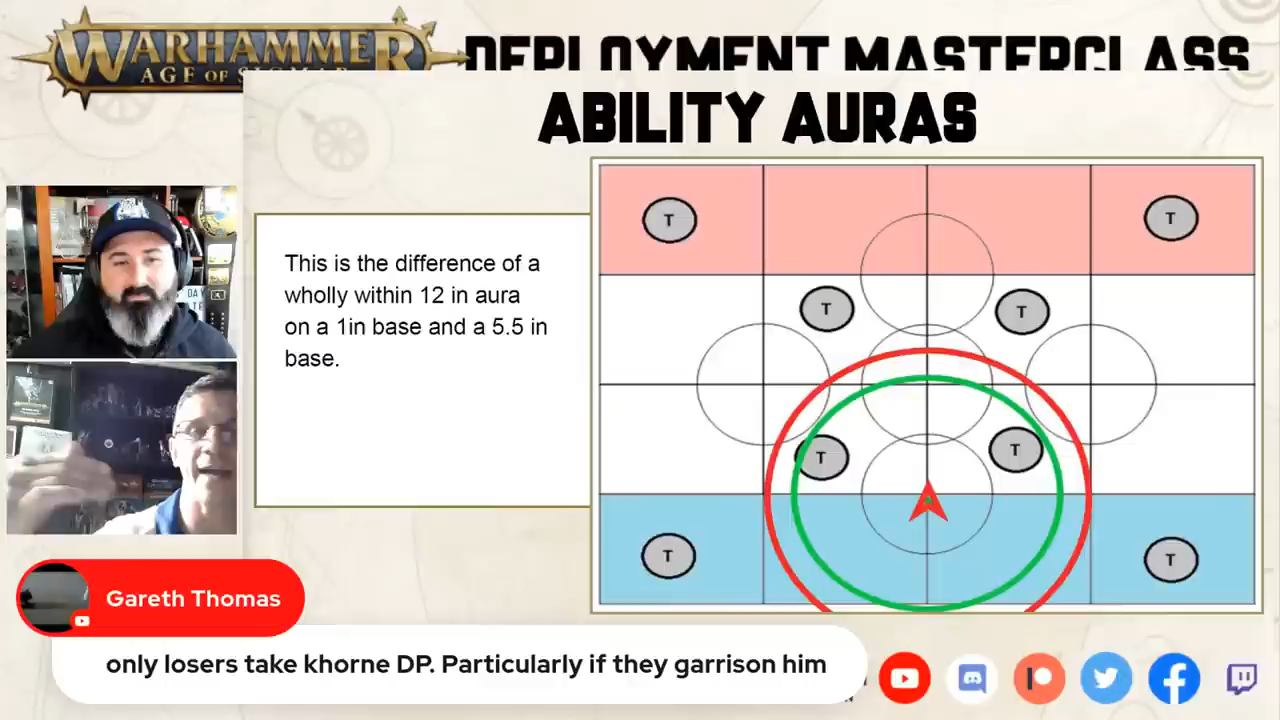 WARHAMMER
AGE OF SIGMAR
DEPLOYMENT MASTERCLASS
ABILITY AURAS
This is the difference of a
wholly within 12 in aura
on a 1in base and a 5.5 in
base.
T
T
T
T
T
T
T
T
Gareth Thomas
only losers take khorne DP. Particularly if they garrison him